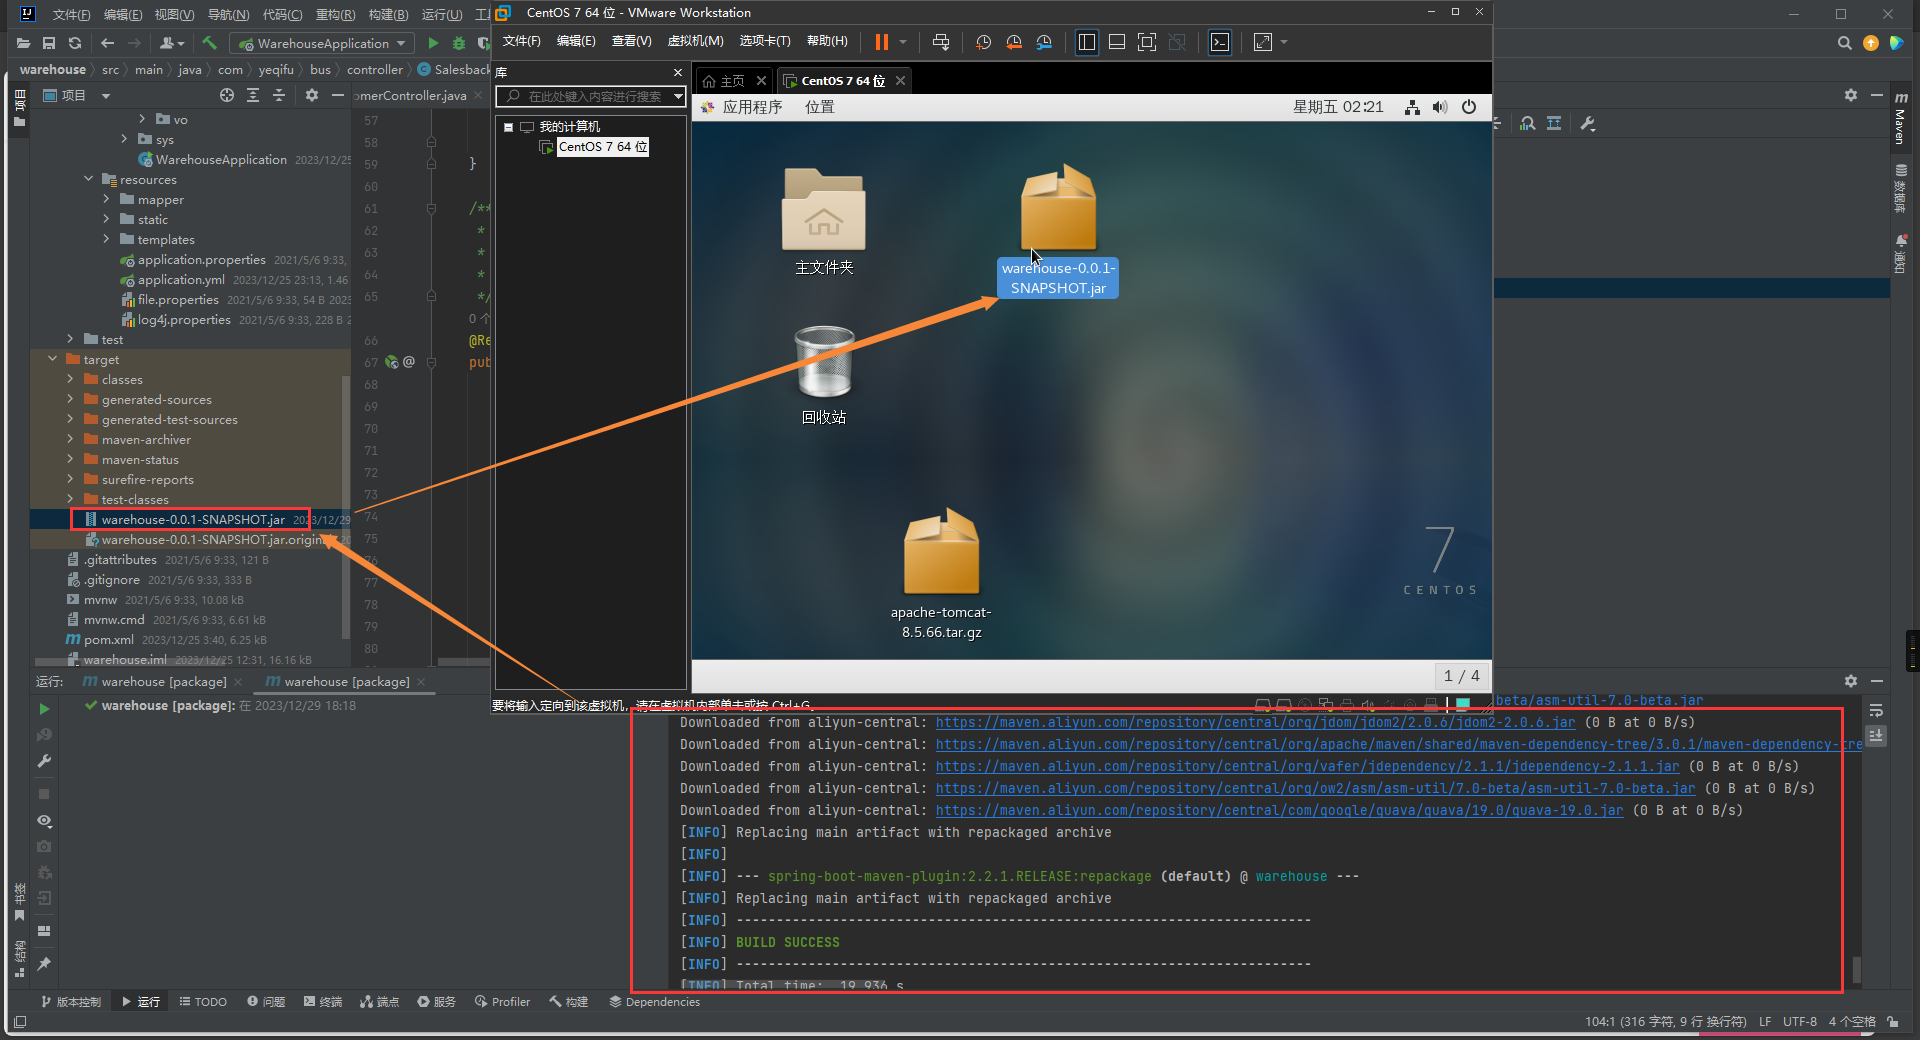 文件(F) 编辑(E) 视图(V) 导航(N) 代码(C) 重构(R) 构建(B) 运行(U) 工
WarehouseApplication
warehouse src main java com yeqifu bus controller Salesback
项目
项目
omerController.java
vo
sys
WarehouseApplication 2023/12/25
resources
mapper
static
templates
application.properties 2021/5/6 9:33,
application.yml 2023/12/25 23:13, 1.46
file.properties 2021/5/6 9:33, 54 B 2023
log4j.properties 2021/5/6 9:33, 228 B 2
test
target
classes
generated-sources
generated-test-sources
maven-archiver
maven-status
surefire-reports
test-classes
warehouse-0.0.1-SNAPSHOT.jar 2023/12/29
warehouse-0.0.1-SNAPSHOT.jar.origin 20
.gitattributes 2021/5/6 9:33, 121 B
.gitignore 2021/5/6 9:33, 333 B
mvnw 2021/5/6 9:33, 10.08 kB
mvnw.cmd 2021/5/6 9:33, 6.61 kB
pom.xml 2023/12/25 3:40, 6.25 kB
warehouse.iml 2023/12/25 12:31, 16.16 kB
57
58
59 }
60
61 /**
62 *
63 *
64 *
65 */
0 个
66 @Re
67 @ pub
68
69
70
71
72
73
74
75
76
77
78
79
80
CentOS 7 64 位 - VMware Workstation
文件(F) 编辑(E) 查看(V) 虚拟机(M) 选项卡(T) 帮助(H)
库
在此处键入内容进行搜索
我的计算机
CentOS 7 64 位
主页 CentOS 7 64 位
应用程序 位置 星期五 02:21
主文件夹
warehouse-0.0.1-
SNAPSHOT.jar
回收站
apache-tomcat-
8.5.66.tar.gz
7
CENTOS
1 / 4
要将输入定向到该虚拟机，请在虚拟机内部单击或按 Ctrl+G。
Maven
数据库
通知
运行: warehouse [package] warehouse [package]
warehouse [package]: 在 2023/12/29 18:18
beta/asm-util-7.0-beta.jar
Downloaded from aliyun-central: https://maven.aliyun.com/repository/central/org/jdom/jdom2/2.0.6/jdom2-2.0.6.jar (0 B at 0 B/s)
Downloaded from aliyun-central: https://maven.aliyun.com/repository/central/org/apache/maven/shared/maven-dependency-tree/3.0.1/maven-dependency-tre
Downloaded from aliyun-central: https://maven.aliyun.com/repository/central/org/vafer/jdependency/2.1.1/jdependency-2.1.1.jar (0 B at 0 B/s)
Downloaded from aliyun-central: https://maven.aliyun.com/repository/central/org/ow2/asm/asm-util/7.0-beta/asm-util-7.0-beta.jar (0 B at 0 B/s)
Downloaded from aliyun-central: https://maven.aliyun.com/repository/central/com/google/guava/guava/19.0/guava-19.0.jar (0 B at 0 B/s)
[INFO] Replacing main artifact with repackaged archive
[INFO]
[INFO] --- spring-boot-maven-plugin:2.2.1.RELEASE:repackage (default) @ warehouse ---
[INFO] Replacing main artifact with repackaged archive
[INFO] ------------------------------------------------------------------------
[INFO] BUILD SUCCESS
[INFO] ------------------------------------------------------------------------
[INFO] Total time: 19.936 s
书签
结构
版本控制 运行 TODO 问题 终端 端点 服务 Profiler 构建 Dependencies
104:1 (316 字符, 9 行 换行符) LF UTF-8 4 个空格